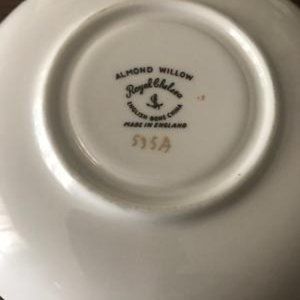 ALMOND WILLOW
Royal Chelsea
ENGLISH BONE CHINA
MADE IN ENGLAND
595A